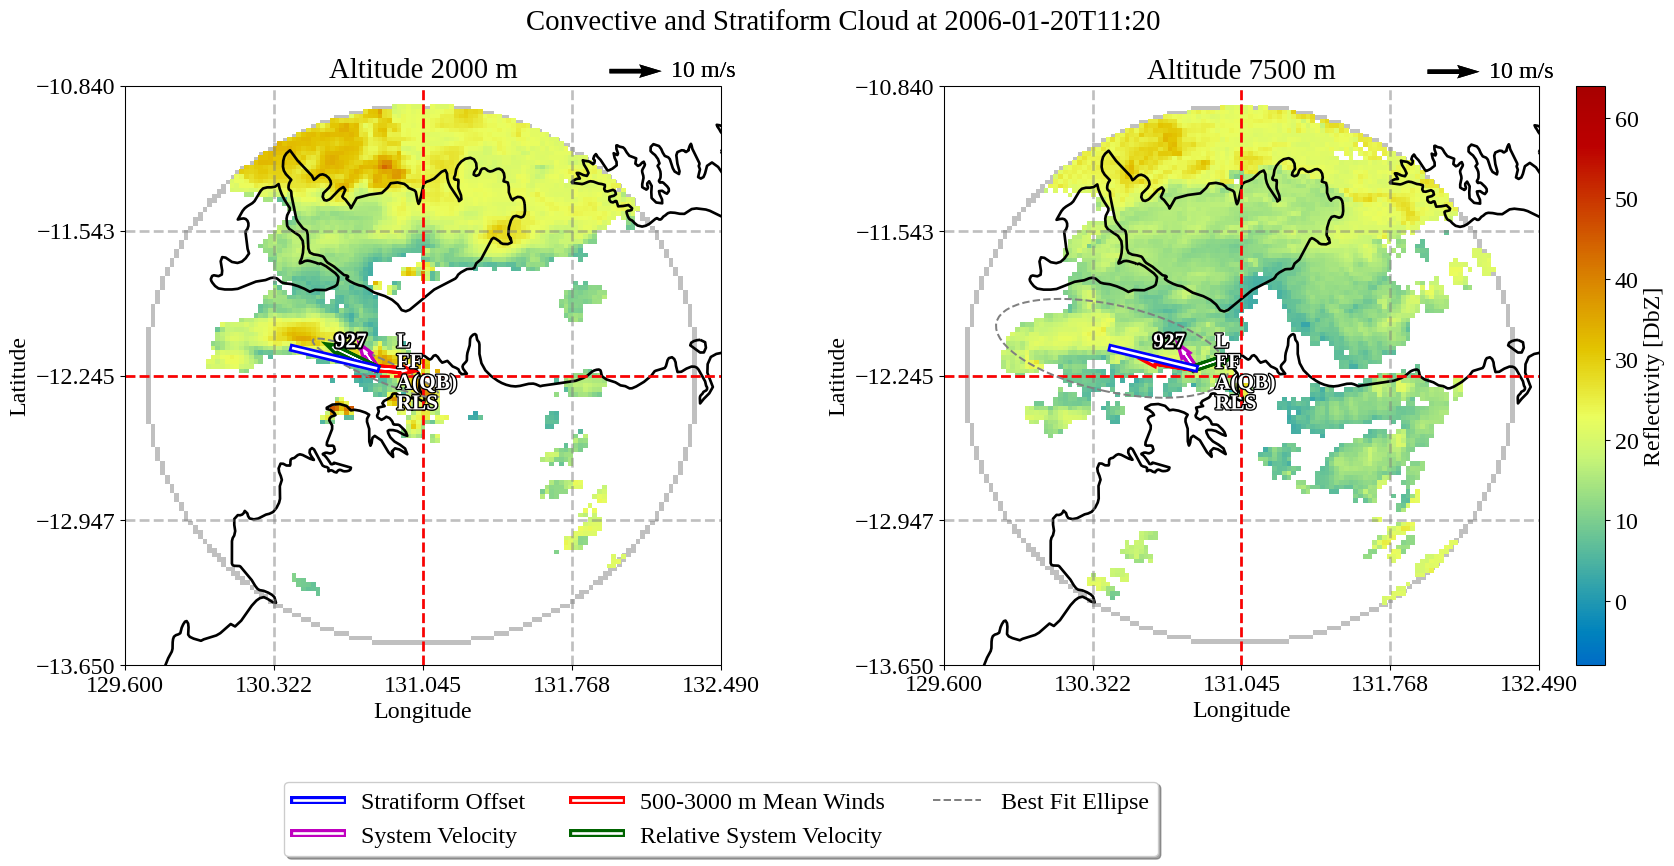 Convective and Stratiform Cloud at 2006-01-20T11:20
Altitude 2000 m
10 m/s
−10.840
−11.543
−12.245
−12.947
−13.650
129.600
130.322
131.045
131.768
132.490
Latitude
Longitude
927
L
FF
A(QB)
RLS
Altitude 7500 m
10 m/s
−10.840
−11.543
−12.245
−12.947
−13.650
129.600
130.322
131.045
131.768
132.490
Latitude
Longitude
927
L
FF
A(QB)
RLS
60
50
40
30
20
10
0
Reflectivity [DbZ]
Stratiform Offset
System Velocity
500-3000 m Mean Winds
Relative System Velocity
Best Fit Ellipse